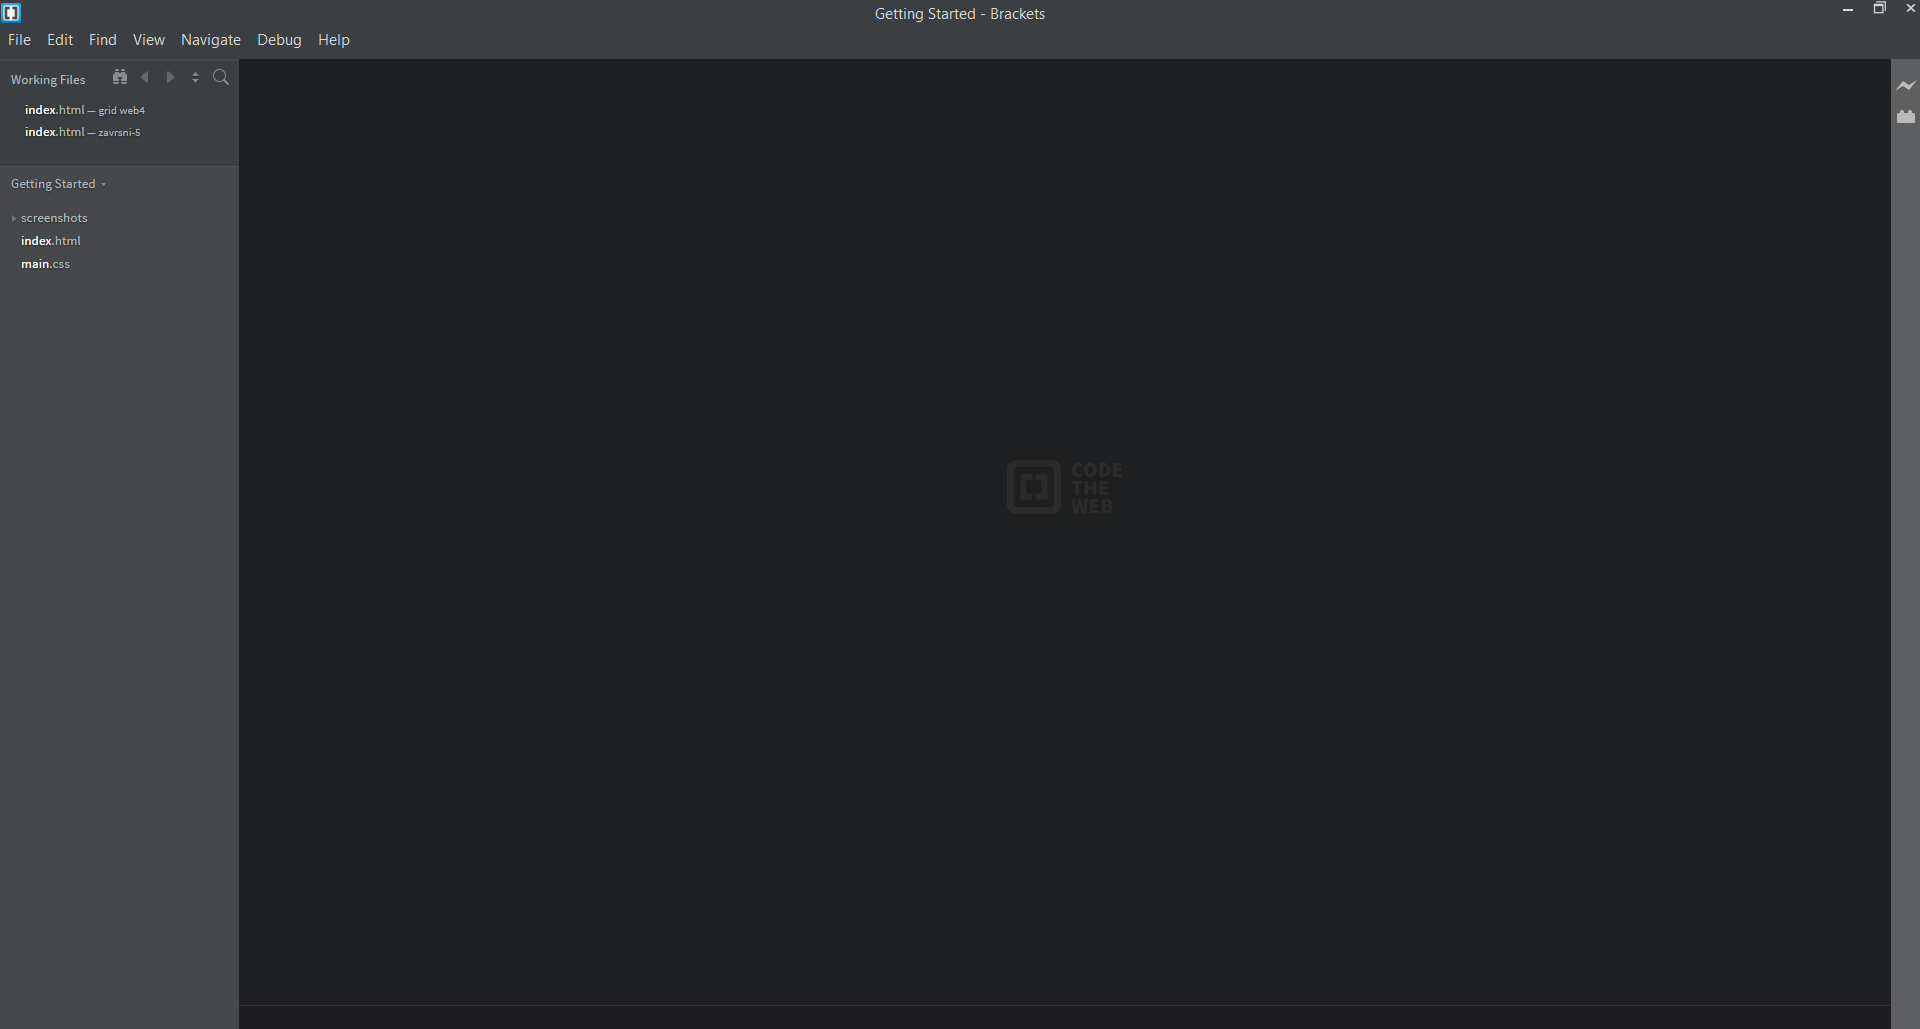 Getting Started - Brackets
File Edit Find View Navigate Debug Help
Working Files
index.html — grid web4
index.html — zavrsni-5
Getting Started
screenshots
index.html
main.css
CODE
THE
WEB